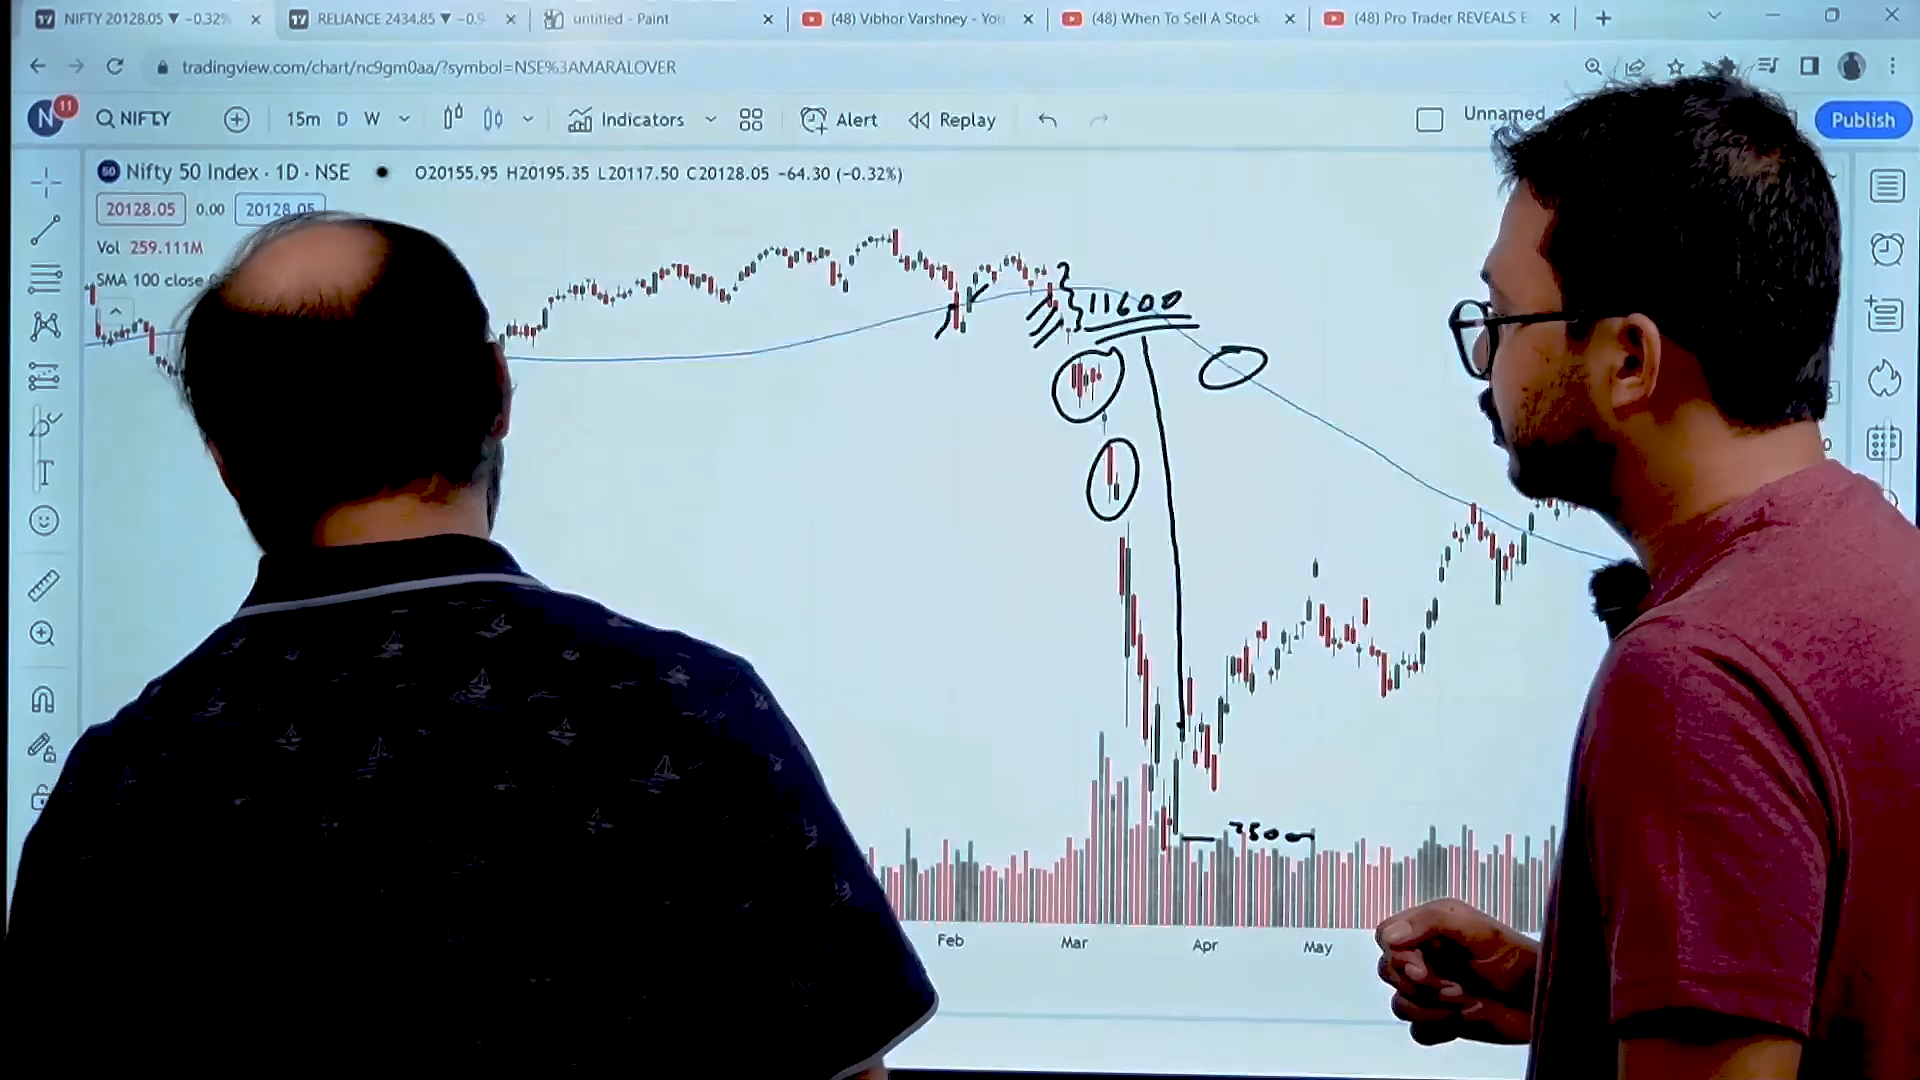 NIFTY 20128.05 ▼ −0.32%
RELIANCE 2434.85 ▼ −0.9
untitled - Paint
(48) Vibhor Varshney - You
(48) When To Sell A Stock
(48) Pro Trader REVEALS E
tradingview.com/chart/nc9gm0aa/?symbol=NSE%3AMARALOVER
N
11
NIFTY
15m D W
Indicators
Alert
Replay
Unnamed
Publish
50 Nifty 50 Index · 1D · NSE
O20155.95 H20195.35 L20117.50 C20128.05 −64.30 (−0.32%)
20128.05 0.00 20128.05
Vol 259.111M
SMA 100 close
11600
Feb Mar Apr May